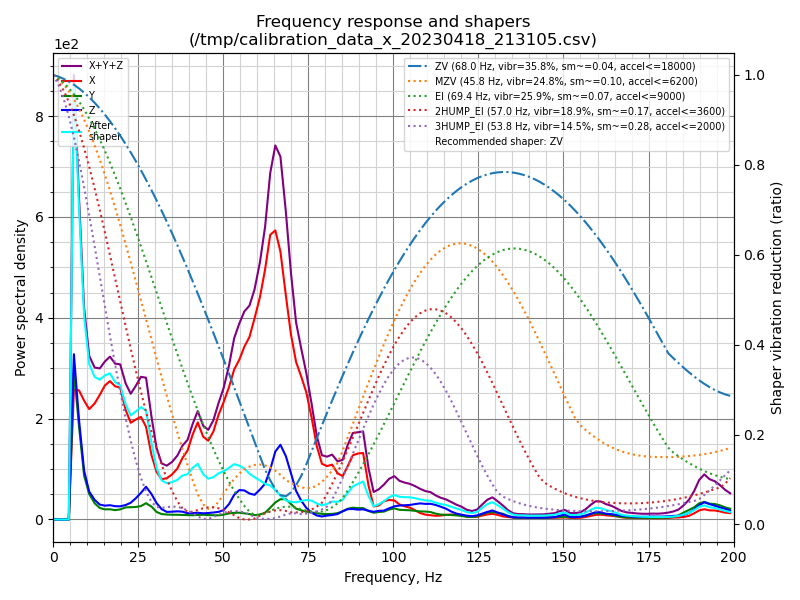 Frequency response and shapers
(/tmp/calibration_data_x_20230418_213105.csv)
1e2
X+Y+Z
X
Y
Z
After
shaper
ZV (68.0 Hz, vibr=35.8%, sm~=0.04, accel<=18000)
MZV (45.8 Hz, vibr=24.8%, sm~=0.10, accel<=6200)
EI (69.4 Hz, vibr=25.9%, sm~=0.07, accel<=9000)
2HUMP_EI (57.0 Hz, vibr=18.9%, sm~=0.17, accel<=3600)
3HUMP_EI (53.8 Hz, vibr=14.5%, sm~=0.28, accel<=2000)
Recommended shaper: ZV
Power spectral density
8
6
4
2
0
1.0
0.8
0.6
0.4
0.2
0.0
Shaper vibration reduction (ratio)
0 25 50 75 100 125 150 175 200
Frequency, Hz